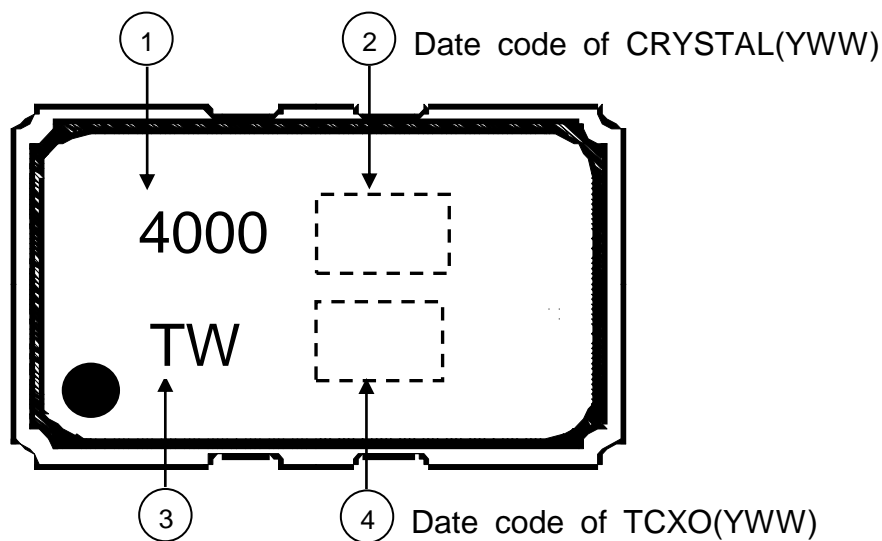 1
2 Date code of CRYSTAL(YWW)
4000
TW
3
4 Date code of TCXO(YWW)